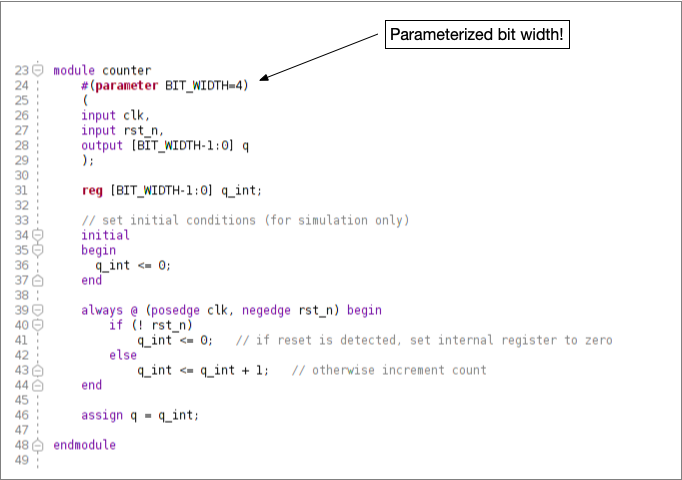 Parameterized bit width!
23 module counter
24 #(parameter BIT_WIDTH=4)
25 (
26 input clk,
27 input rst_n,
28 output [BIT_WIDTH-1:0] q
29 );
30
31 reg [BIT_WIDTH-1:0] q_int;
32
33 // set initial conditions (for simulation only)
34 initial
35 begin
36 q_int <= 0;
37 end
38
39 always @ (posedge clk, negedge rst_n) begin
40 if (! rst_n)
41 q_int <= 0; // if reset is detected, set internal register to zero
42 else
43 q_int <= q_int + 1; // otherwise increment count
44 end
45
46 assign q = q_int;
47
48 endmodule
49